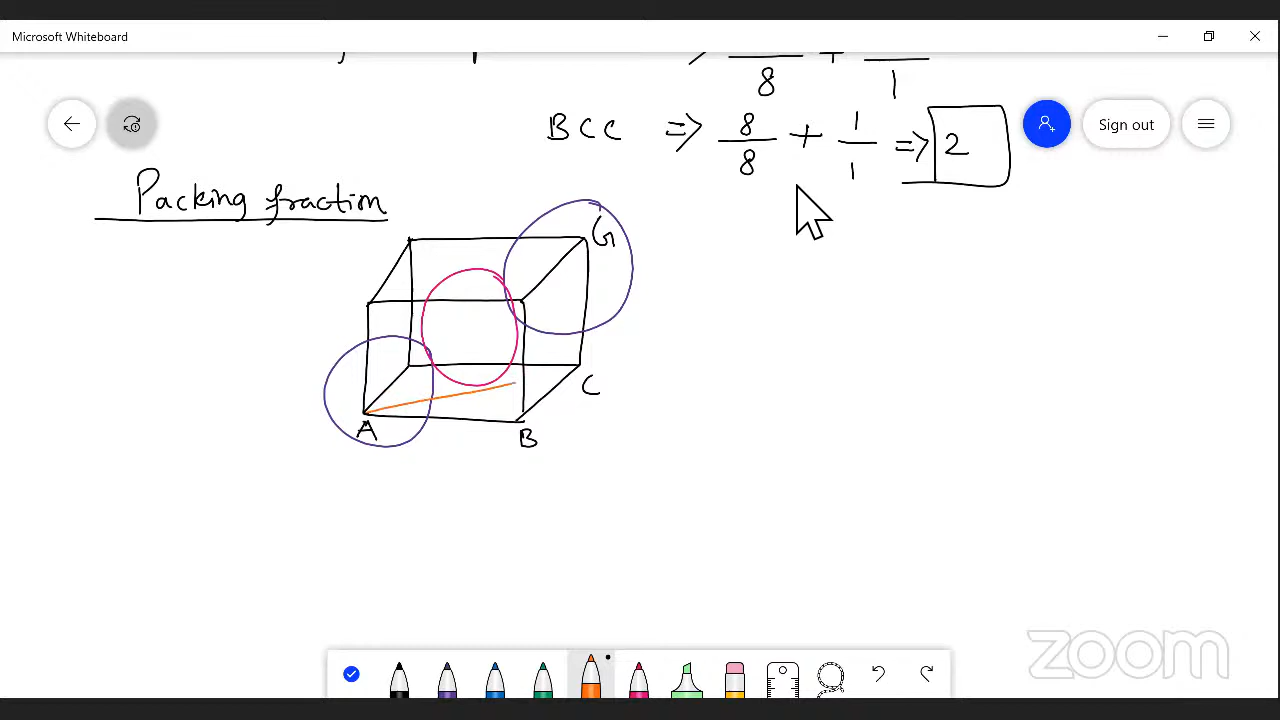 Microsoft Whiteboard
8 + 1
BCC => 8/8 + 1/1 => 2
Sign out
Packing fraction
G
C
A
B
zoom